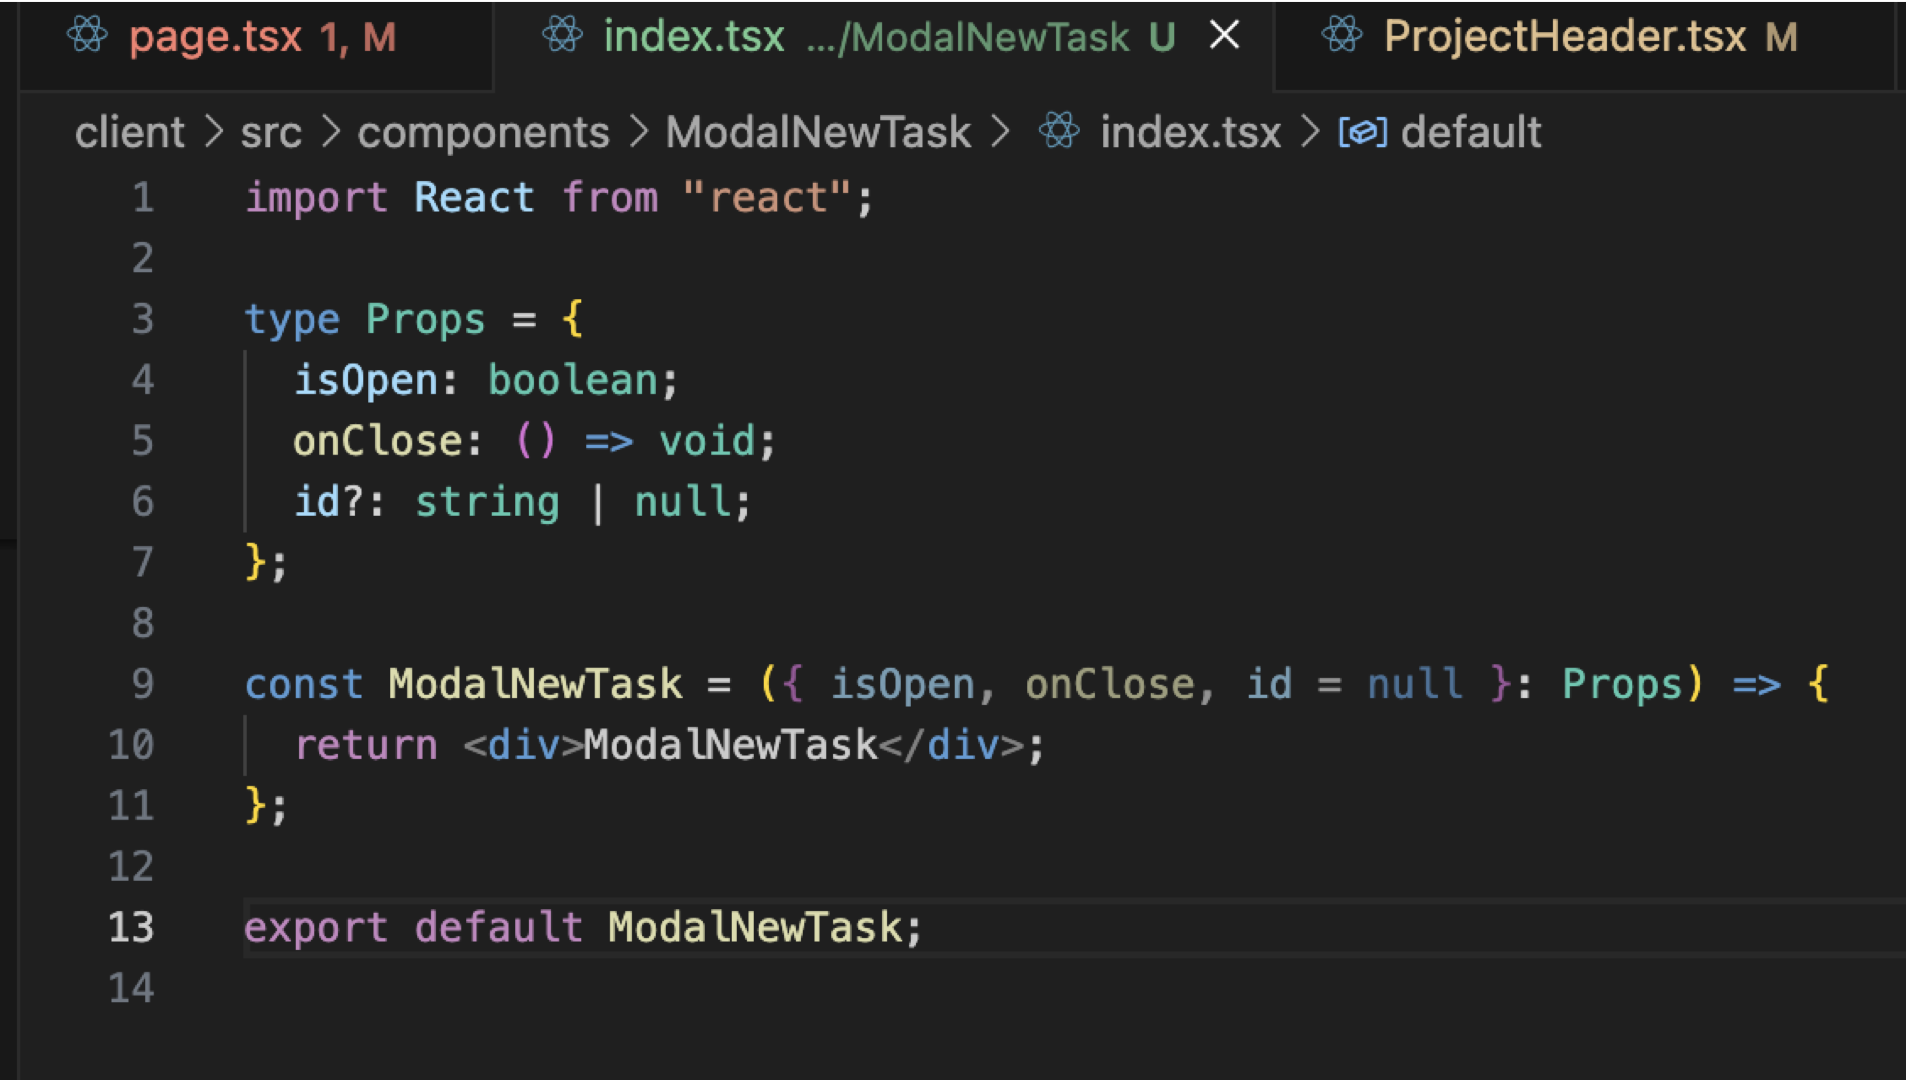 page.tsx 1, M index.tsx .../ModalNewTask U ProjectHeader.tsx M
client > src > components > ModalNewTask > index.tsx > default
1 import React from "react";
2
3 type Props = {
4   isOpen: boolean;
5   onClose: () => void;
6   id?: string | null;
7 };
8
9 const ModalNewTask = ({ isOpen, onClose, id = null }: Props) => {
10   return <div>ModalNewTask</div>;
11 };
12
13 export default ModalNewTask;
14